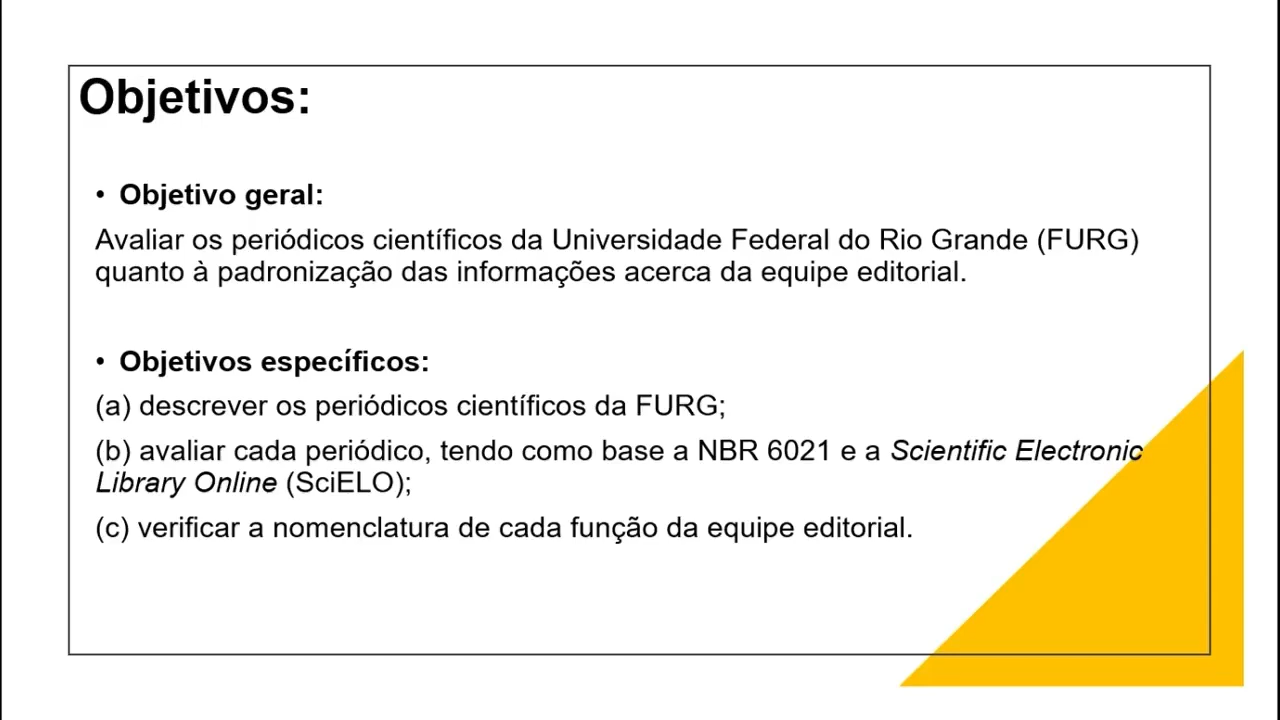 Objetivos:
• Objetivo geral:
Avaliar os periódicos científicos da Universidade Federal do Rio Grande (FURG)
quanto à padronização das informações acerca da equipe editorial.
• Objetivos específicos:
(a) descrever os periódicos científicos da FURG;
(b) avaliar cada periódico, tendo como base a NBR 6021 e a Scientific Electronic
Library Online (SciELO);
(c) verificar a nomenclatura de cada função da equipe editorial.